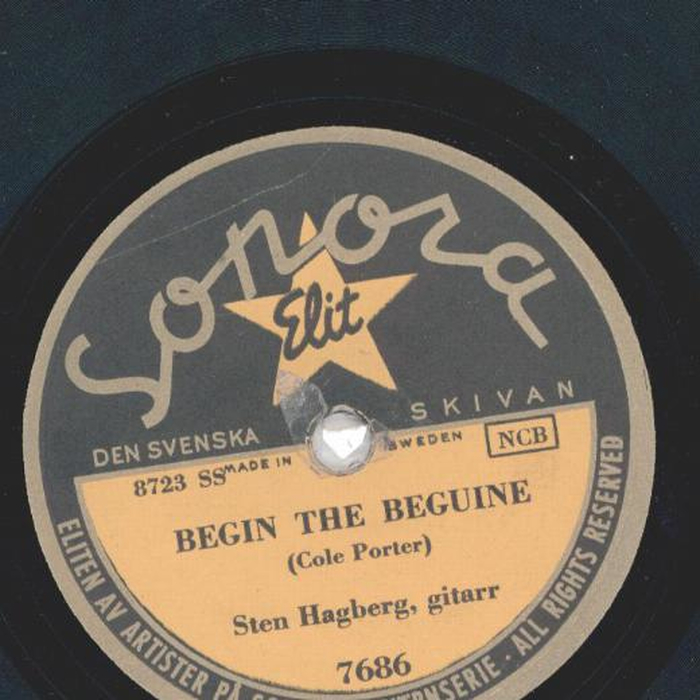 Sonora
Elit
DEN SVENSKA SKIVAN
8723 SS MADE IN SWEDEN NCB
BEGIN THE BEGUINE
(Cole Porter)
Sten Hagberg, gitarr
7686
ELITEN AV ARTISTER PÅ
ALL RIGHTS RESERVED